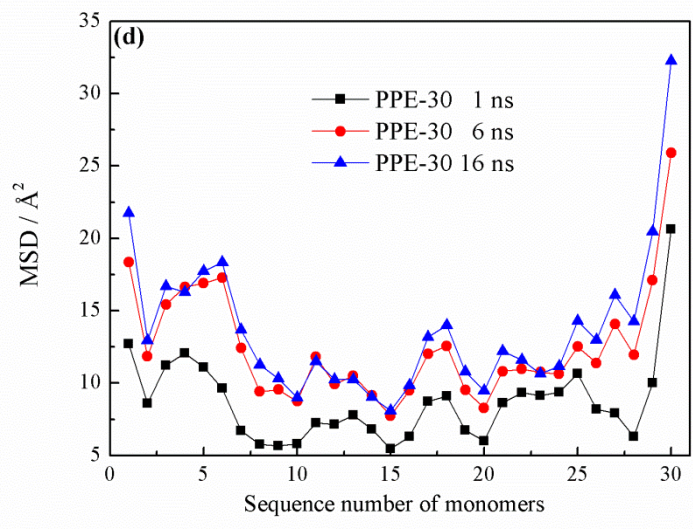 (d)
35
30
25
20
15
10
5
MSD / Å²
PPE-30 1 ns
PPE-30 6 ns
PPE-30 16 ns
0 5 10 15 20 25 30
Sequence number of monomers